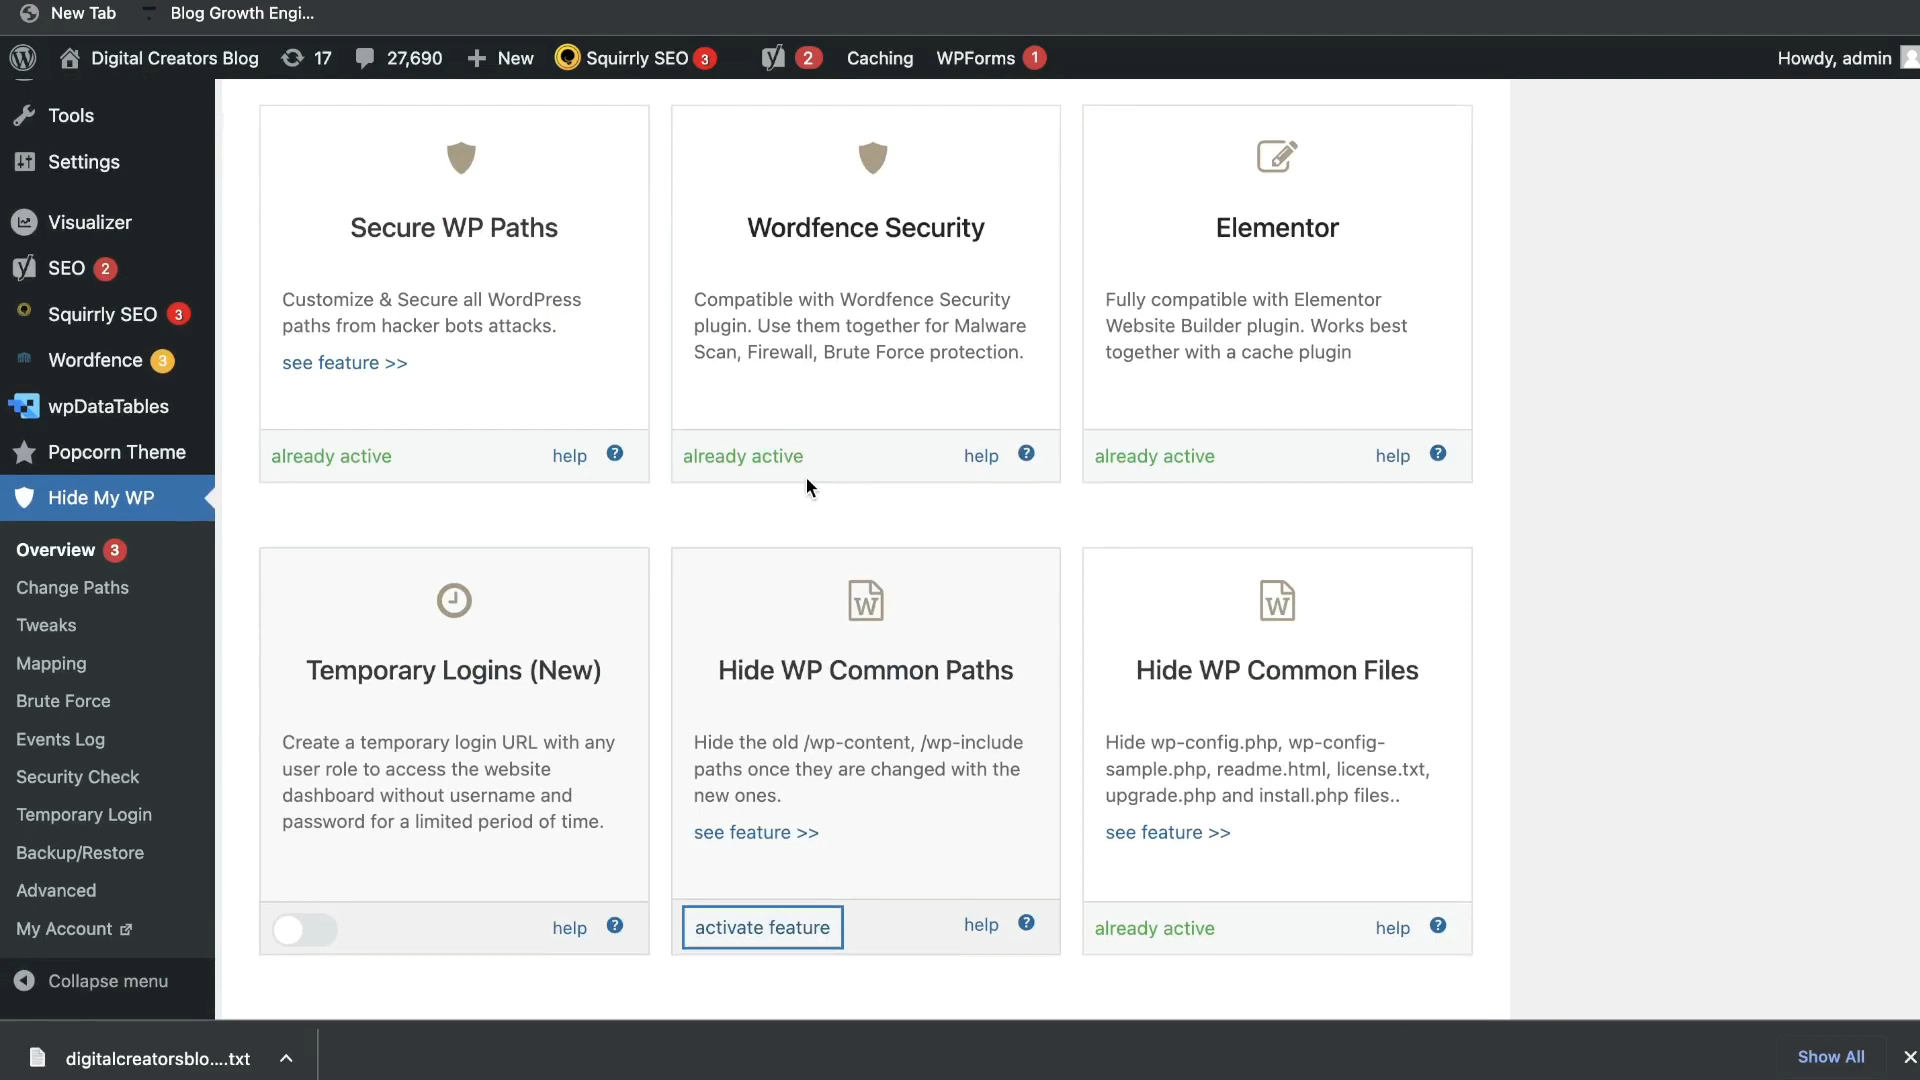 New Tab
Blog Growth Engi...
Digital Creators Blog
17
27,690
New
Squirrly SEO 3
2
Caching
WPForms 1
Howdy, admin
Tools
Settings
Visualizer
SEO 2
Squirrly SEO 3
Wordfence 3
wpDataTables
Popcorn Theme
Hide My WP
Overview 3
Change Paths
Tweaks
Mapping
Brute Force
Events Log
Security Check
Temporary Login
Backup/Restore
Advanced
My Account
Collapse menu
Secure WP Paths
Customize & Secure all WordPress
paths from hacker bots attacks.
see feature >>
already active
help ?
Wordfence Security
Compatible with Wordfence Security
plugin. Use them together for Malware
Scan, Firewall, Brute Force protection.
already active
help ?
Elementor
Fully compatible with Elementor
Website Builder plugin. Works best
together with a cache plugin
already active
help ?
Temporary Logins (New)
Create a temporary login URL with any
user role to access the website
dashboard without username and
password for a limited period of time.
help ?
W
Hide WP Common Paths
Hide the old /wp-content, /wp-include
paths once they are changed with the
new ones.
see feature >>
activate feature
help ?
W
Hide WP Common Files
Hide wp-config.php, wp-config-
sample.php, readme.html, license.txt,
upgrade.php and install.php files..
see feature >>
already active
help ?
digitalcreatorsblo....txt
Show All